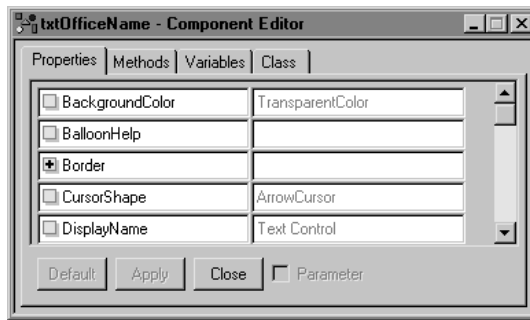 txtOfficeName - Component Editor
Properties Methods Variables Class
BackgroundColor TransparentColor
BalloonHelp
Border
CursorShape ArrowCursor
DisplayName Text Control
Default Apply Close Parameter